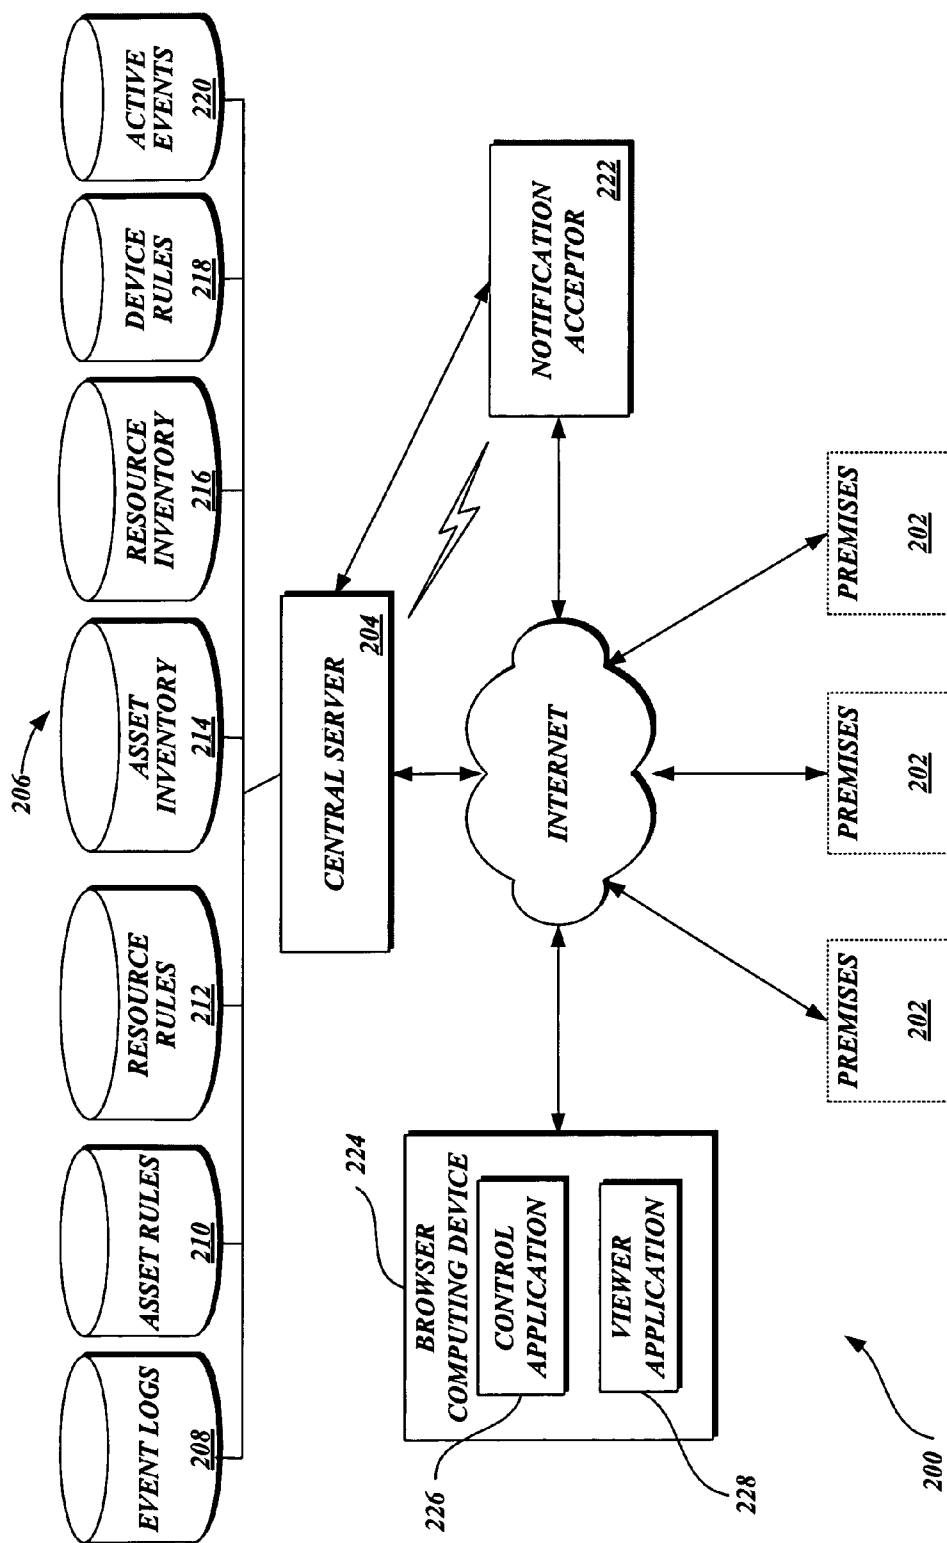 206
EVENT LOGS
208
ASSET RULES
210
RESOURCE
RULES
212
ASSET
INVENTORY
214
RESOURCE
INVENTORY
216
DEVICE
RULES
218
ACTIVE
EVENTS
220
CENTRAL SERVER
204
224
BROWSER
COMPUTING DEVICE
CONTROL
APPLICATION
226
VIEWER
APPLICATION
228
INTERNET
NOTIFICATION
ACCEPTOR
222
PREMISES
202
PREMISES
202
PREMISES
202
200